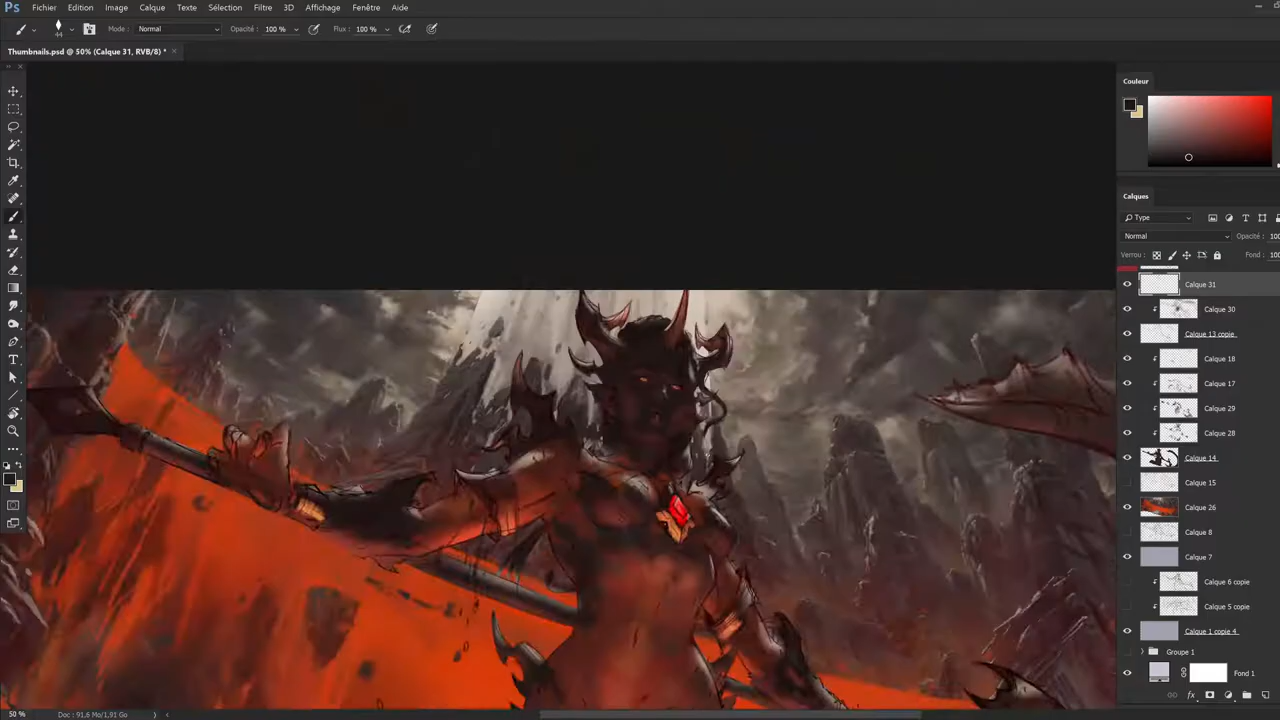 Ps Fichier Edition Image Calque Texte Sélection Filtre 3D Affichage Fenêtre Aide
44 Mode : Normal Opacité : 100 % Flux : 100 %
Thumbnails.psd @ 50% (Calque 31, RVB/8) *
Couleur
Calques
Type
Normal Opacité : 100
Verrou : Fond : 100
Calque 31
Calque 30
Calque 13 copie
Calque 18
Calque 17
Calque 29
Calque 28
Calque 14
Calque 15
Calque 26
Calque 8
Calque 7
Calque 6 copie
Calque 5 copie
Calque 1 copie 4
Groupe 1
Fond 1
50 % Doc : 91,6 Mo/1,91 Go